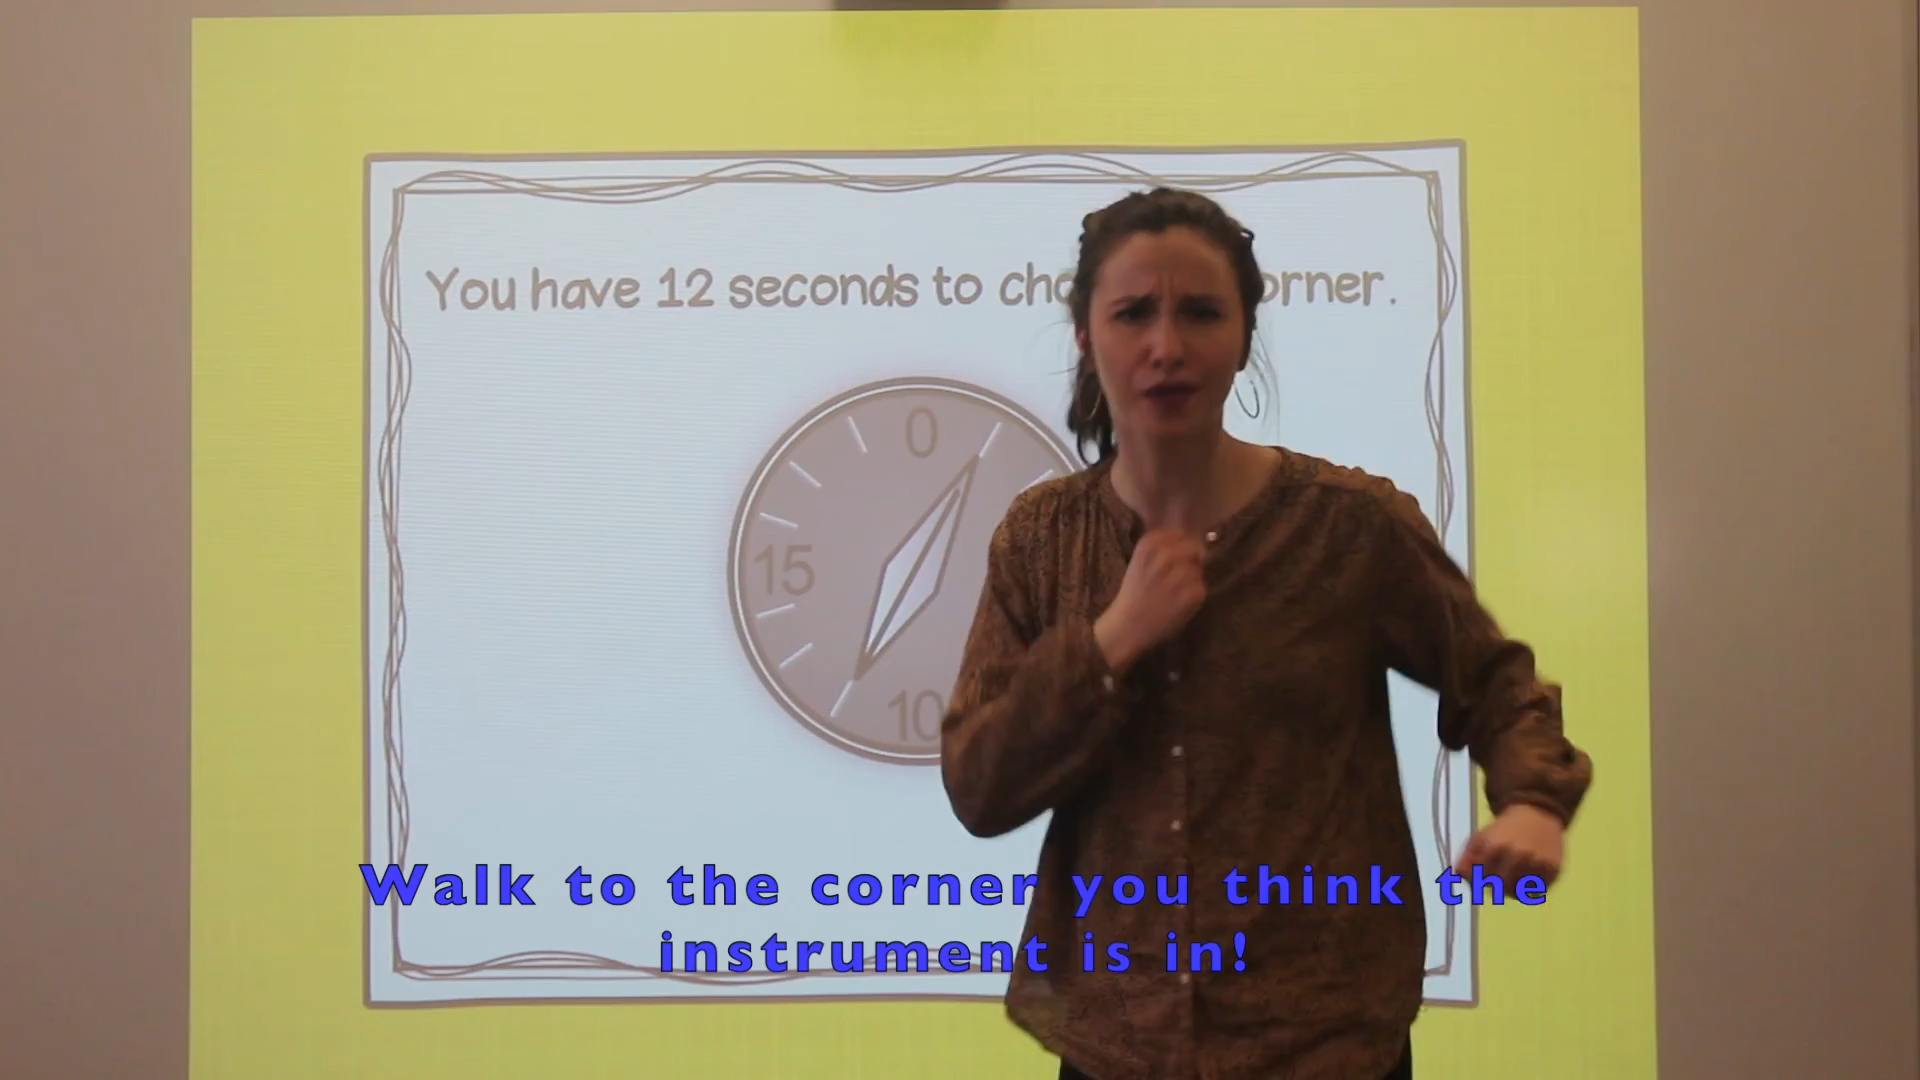 You have 12 seconds to cho orner.
0
15
10
Walk to the corner you think the
instrument is in!